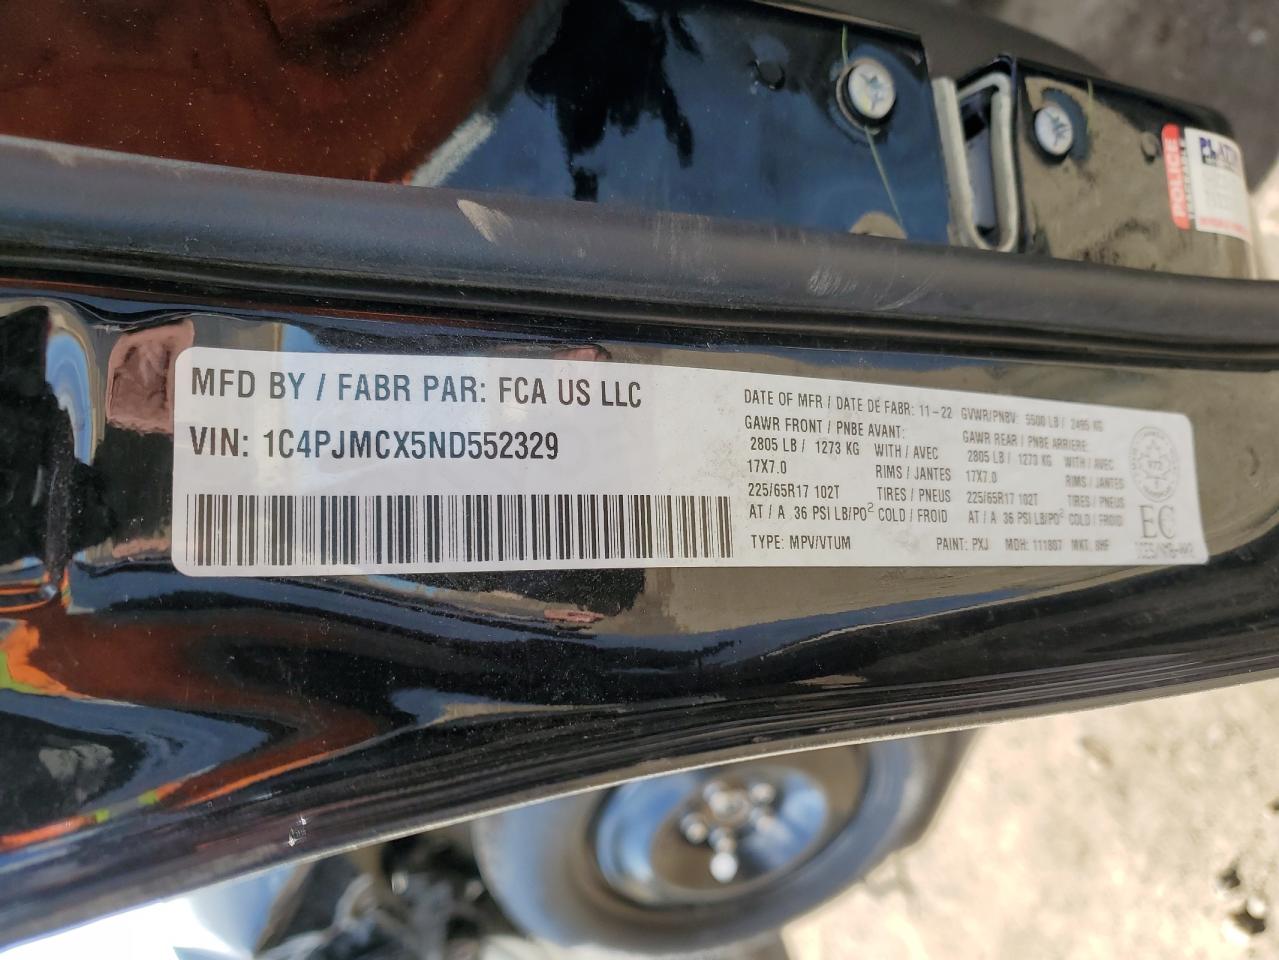 MFD BY / FABR PAR: FCA US LLC
VIN: 1C4PJMCX5ND552329
DATE OF MFR / DATE DE FABR: 11-22 GVWR/PNBV: 5500 LB / 2495 KG
GAWR FRONT / PNBE AVANT: GAWR REAR / PNBE ARRIERE:
2805 LB / 1273 KG WITH / AVEC 2805 LB / 1273 KG WITH / AVEC
17X7.0 RIMS / JANTES 17X7.0 RIMS / JANTES
225/65R17 102T TIRES / PNEUS 225/65R17 102T TIRES / PNEUS
AT / A 36 PSI LB/PO² COLD / FROID AT / A 36 PSI LB/PO² COLD / FROID
TYPE: MPV/VTUM PAINT: PXJ MDH: 111807 MKT:
EC
POLICE
TRACEABLE